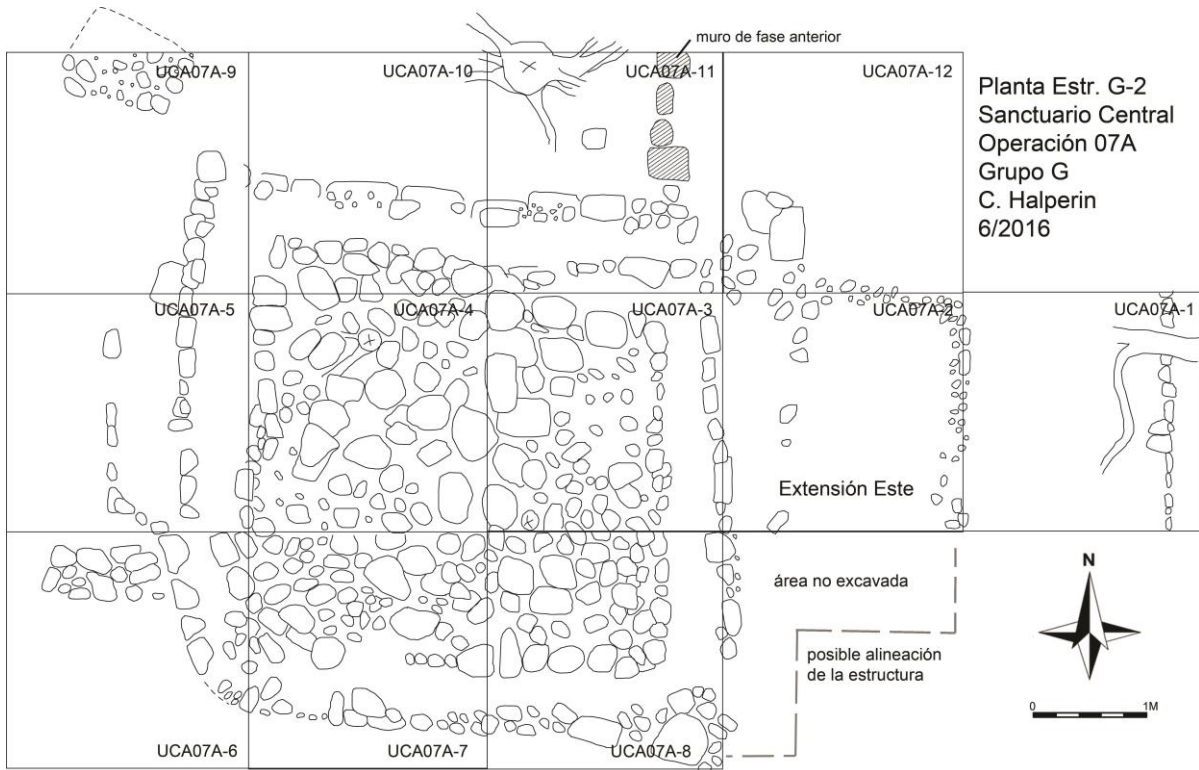 muro de fase anterior
UCA07A-9
UCA07A-10
UCA07A-11
UCA07A-12
Planta Estr. G-2
Sanctuario Central
Operación 07A
Grupo G
C. Halperin
6/2016
UCA07A-5
UCA07A-4
UCA07A-3
UCA07A-2
UCA07A-1
Extensión Este
área no excavada
N
posible alineación
de la estructura
0 1M
UCA07A-6
UCA07A-7
UCA07A-8